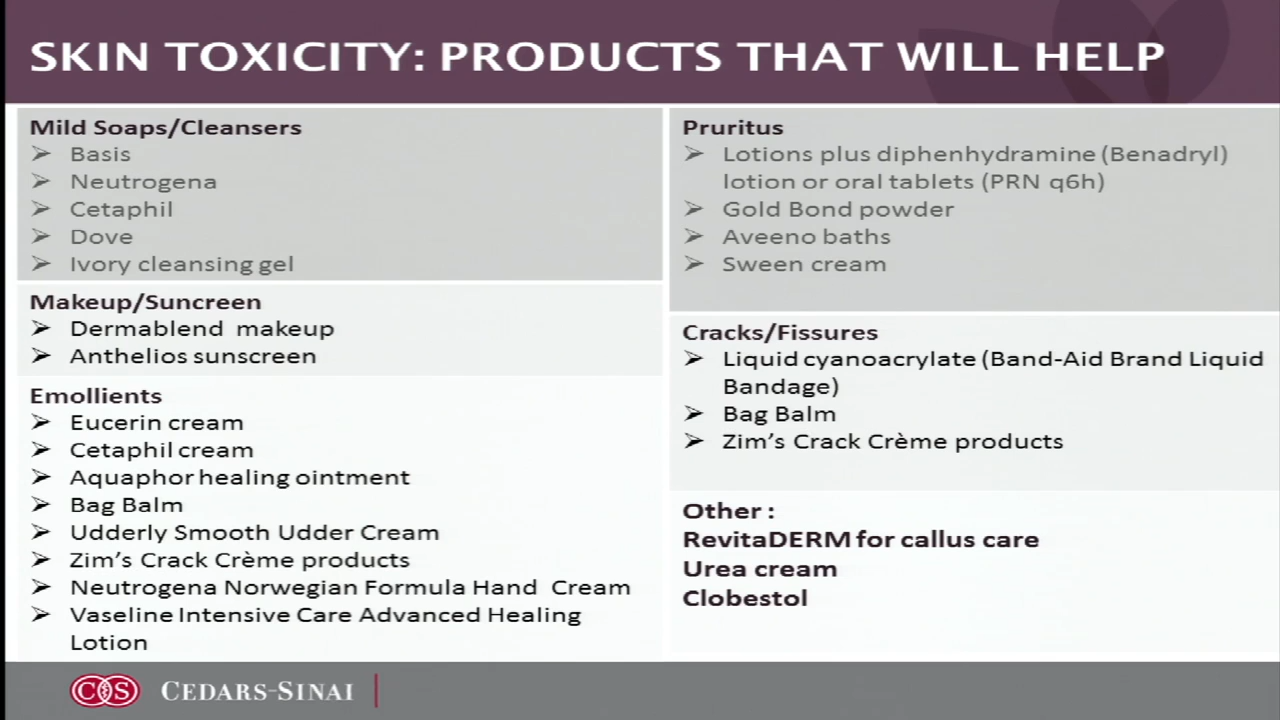 SKIN TOXICITY: PRODUCTS THAT WILL HELP
Mild Soaps/Cleansers
➢ Basis
➢ Neutrogena
➢ Cetaphil
➢ Dove
➢ Ivory cleansing gel
Makeup/Suncreen
➢ Dermablend makeup
➢ Anthelios sunscreen
Emollients
➢ Eucerin cream
➢ Cetaphil cream
➢ Aquaphor healing ointment
➢ Bag Balm
➢ Udderly Smooth Udder Cream
➢ Zim's Crack Crème products
➢ Neutrogena Norwegian Formula Hand Cream
➢ Vaseline Intensive Care Advanced Healing
Lotion
Pruritus
➢ Lotions plus diphenhydramine (Benadryl)
lotion or oral tablets (PRN q6h)
➢ Gold Bond powder
➢ Aveeno baths
➢ Sween cream
Cracks/Fissures
➢ Liquid cyanoacrylate (Band-Aid Brand Liquid
Bandage)
➢ Bag Balm
➢ Zim's Crack Crème products
Other :
RevitaDERM for callus care
Urea cream
Clobestol
CS CEDARS-SINAI